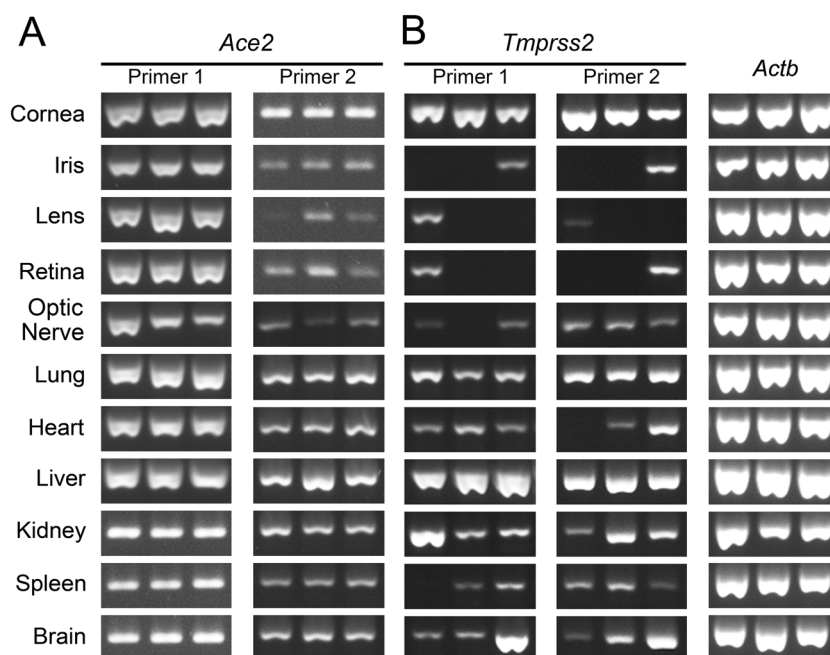 A
Ace2
B
Tmprss2
Actb
Primer 1
Primer 2
Primer 1
Primer 2
Cornea
Iris
Lens
Retina
Optic
Nerve
Lung
Heart
Liver
Kidney
Spleen
Brain